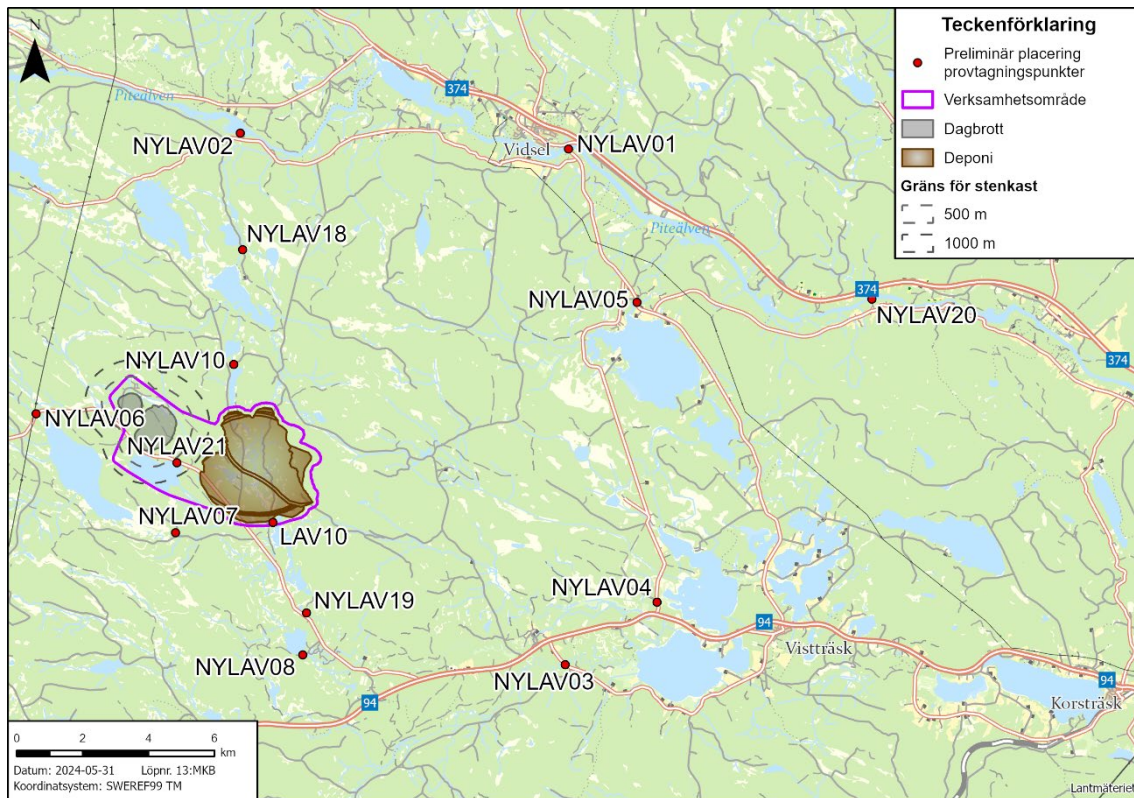 N
Teckenförklaring
Preliminär placering
provtagningspunkter
Verksamhetsområde
Dagbrott
Deponi
Gräns för stenkast
500 m
1000 m
Piteälven
374
NYLAV02
Vidsel
NYLAV01
NYLAV18
Piteälven
NYLAV05
374
NYLAV20
374
NYLAV10
NYLAV06
NYLAV21
NYLAV07
LAV10
NYLAV04
NYLAV19
94
Vistträsk
NYLAV08
NYLAV03
94
94
Korsträsk
0 2 4 6
km
Datum: 2024-05-31 Löpnr. 13:MKB
Koordinatsystem: SWEREF99 TM
Lantmäteriet